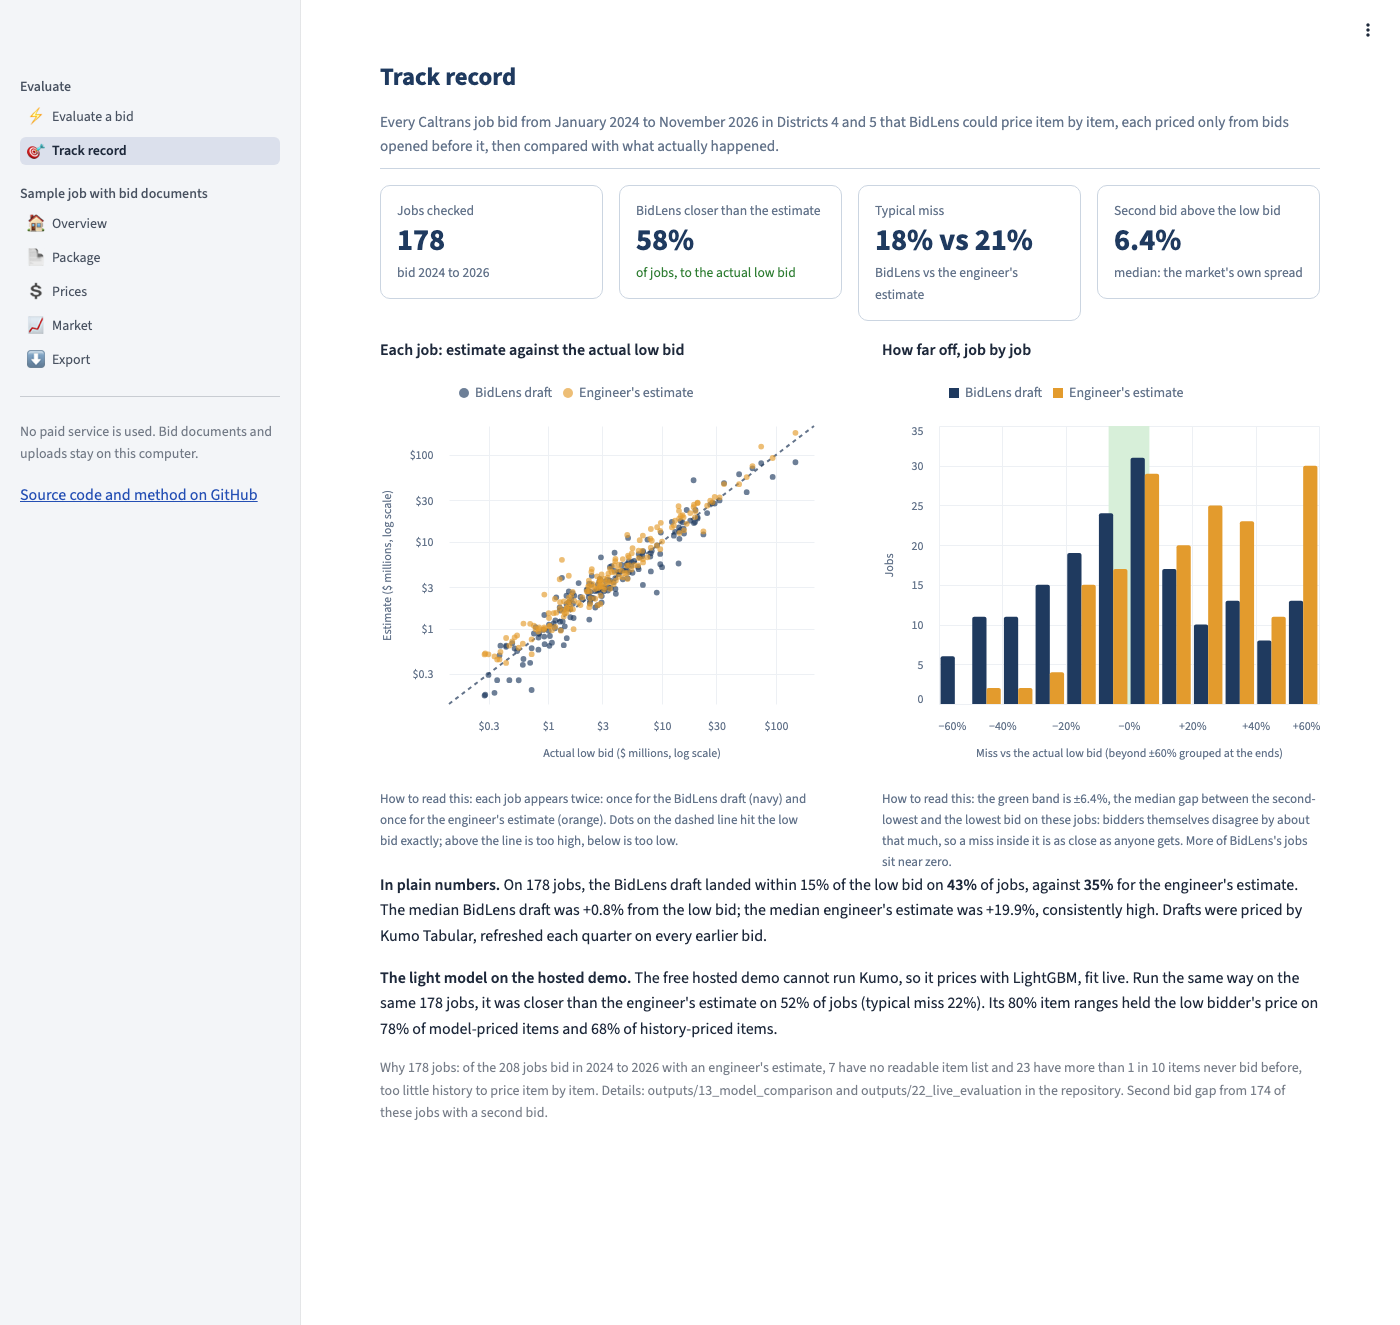 Evaluate
Evaluate a bid
Track record
Sample job with bid documents
Overview
Package
Prices
Market
Export
No paid service is used. Bid documents and
uploads stay on this computer.
Source code and method on GitHub
Track record
Every Caltrans job bid from January 2024 to November 2026 in Districts 4 and 5 that BidLens could price item by item, each priced only from bids
opened before it, then compared with what actually happened.
Jobs checked
178
bid 2024 to 2026
BidLens closer than the estimate
58%
of jobs, to the actual low bid
Typical miss
18% vs 21%
BidLens vs the engineer's
estimate
Second bid above the low bid
6.4%
median: the market's own spread
Each job: estimate against the actual low bid
BidLens draft
Engineer's estimate
Estimate ($ millions, log scale)
$100
$30
$10
$3
$1
$0.3
$0.3
$1
$3
$10
$30
$100
Actual low bid ($ millions, log scale)
How to read this: each job appears twice: once for the BidLens draft (navy) and
once for the engineer's estimate (orange). Dots on the dashed line hit the low
bid exactly; above the line is too high, below is too low.
How far off, job by job
BidLens draft
Engineer's estimate
Jobs
35
30
25
20
15
10
5
0
−60%
−40%
−20%
−0%
+20%
+40%
+60%
Miss vs the actual low bid (beyond ±60% grouped at the ends)
How to read this: the green band is ±6.4%, the median gap between the second-
lowest and the lowest bid on these jobs: bidders themselves disagree by about
that much, so a miss inside it is as close as anyone gets. More of BidLens's jobs
sit near zero.
In plain numbers. On 178 jobs, the BidLens draft landed within 15% of the low bid on 43% of jobs, against 35% for the engineer's estimate.
The median BidLens draft was +0.8% from the low bid; the median engineer's estimate was +19.9%, consistently high. Drafts were priced by
Kumo Tabular, refreshed each quarter on every earlier bid.
The light model on the hosted demo. The free hosted demo cannot run Kumo, so it prices with LightGBM, fit live. Run the same way on the
same 178 jobs, it was closer than the engineer's estimate on 52% of jobs (typical miss 22%). Its 80% item ranges held the low bidder's price on
78% of model-priced items and 68% of history-priced items.
Why 178 jobs: of the 208 jobs bid in 2024 to 2026 with an engineer's estimate, 7 have no readable item list and 23 have more than 1 in 10 items never bid before,
too little history to price item by item. Details: outputs/13_model_comparison and outputs/22_live_evaluation in the repository. Second bid gap from 174 of
these jobs with a second bid.